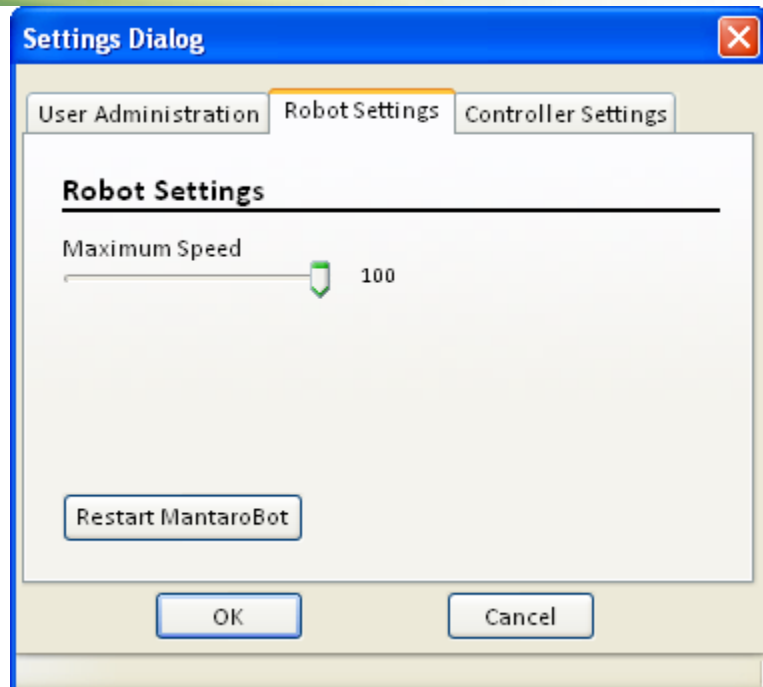 Settings Dialog
User Administration
Robot Settings
Controller Settings
Robot Settings
Maximum Speed
100
Restart MantaroBot
OK
Cancel